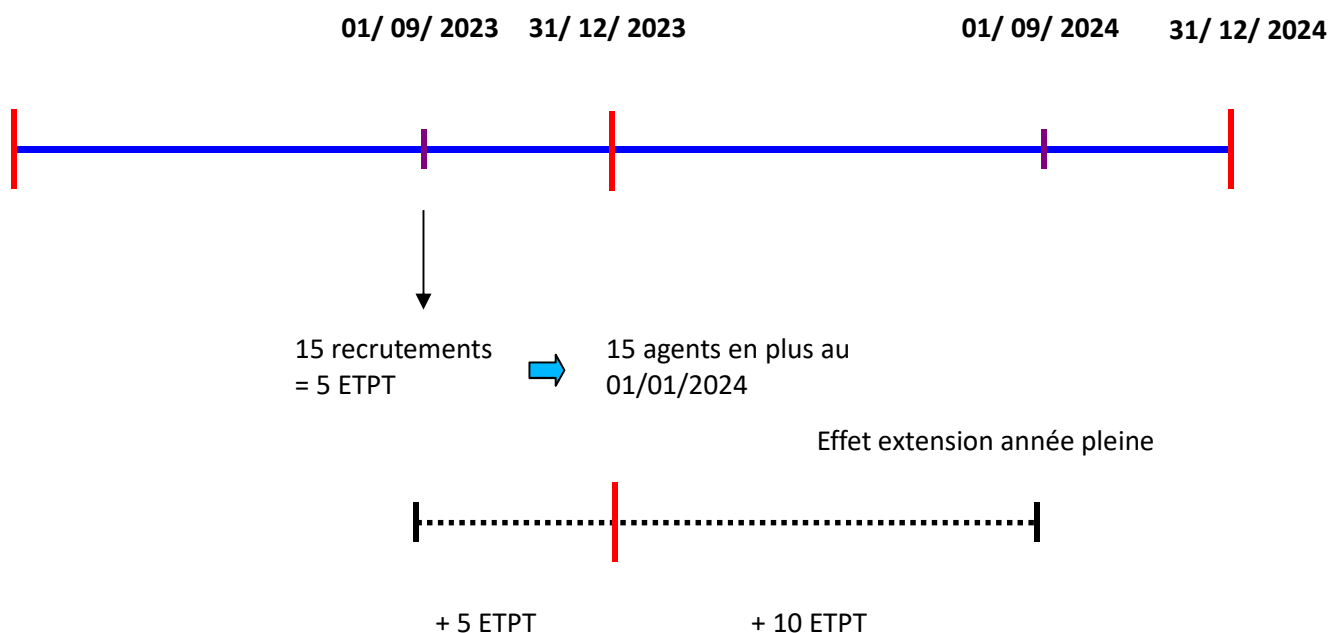 01/ 09/ 2023 31/ 12/ 2023 01/ 09/ 2024 31/ 12/ 2024
15 recrutements
= 5 ETPT
15 agents en plus au
01/01/2024
Effet extension année pleine
+ 5 ETPT + 10 ETPT